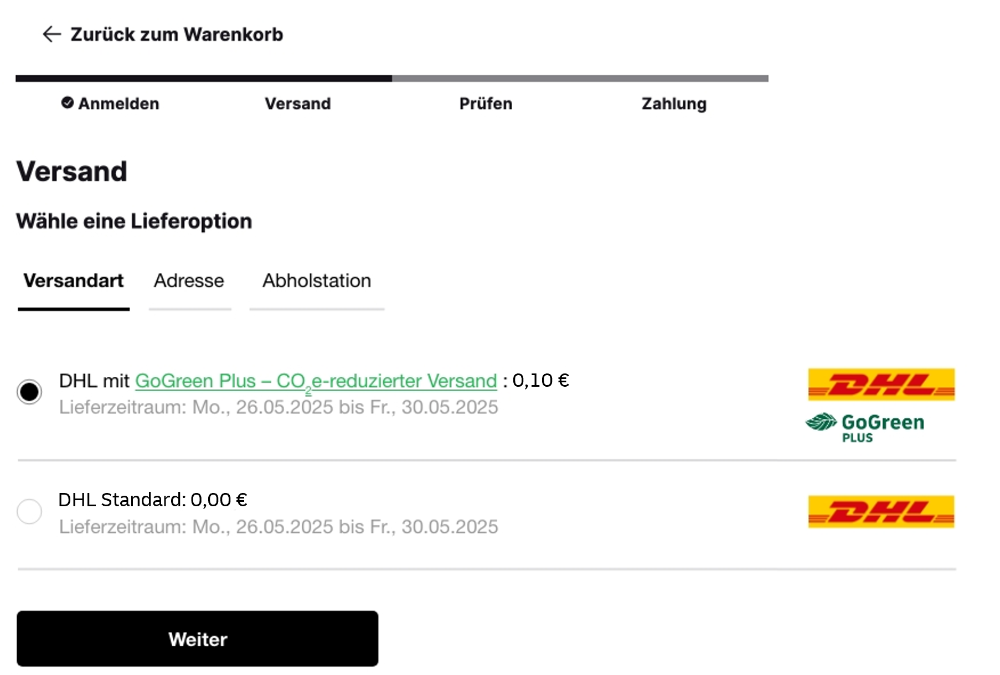 ← Zurück zum Warenkorb
Anmelden Versand Prüfen Zahlung
Versand
Wähle eine Lieferoption
Versandart Adresse Abholstation
DHL mit GoGreen Plus – CO₂e-reduzierter Versand : 0,10 €
Lieferzeitraum: Mo., 26.05.2025 bis Fr., 30.05.2025
DHL
GoGreen
PLUS
DHL Standard: 0,00 €
Lieferzeitraum: Mo., 26.05.2025 bis Fr., 30.05.2025
DHL
Weiter